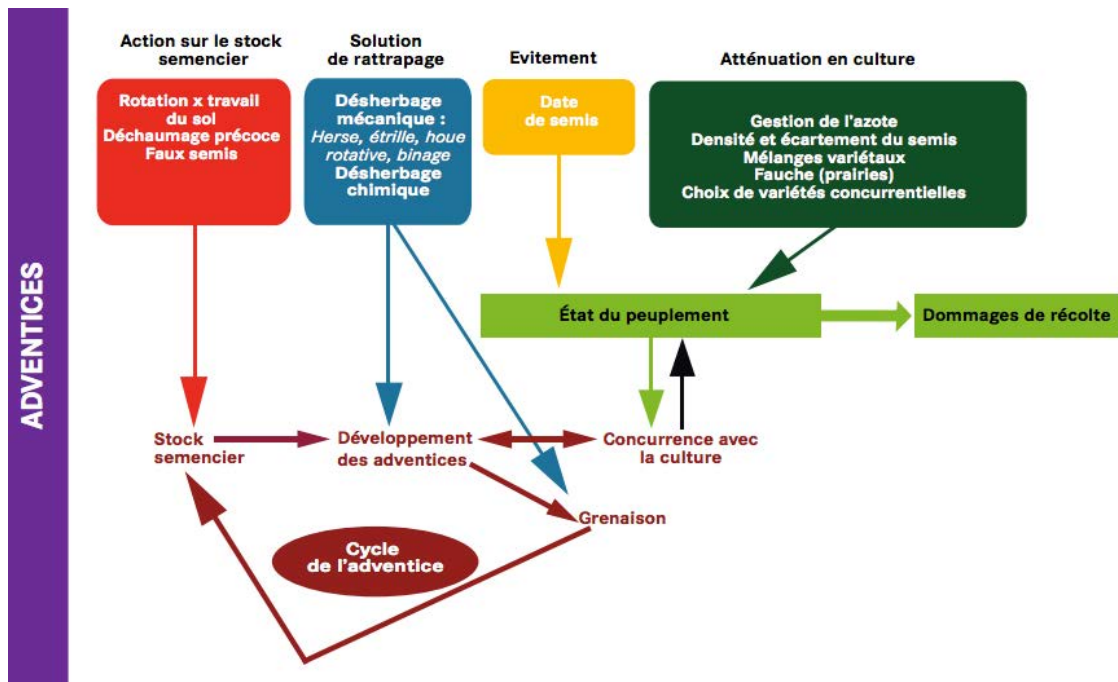 ADVENTICES
Action sur le stock
semencier
Rotation x travail
du sol
Déchaumage précoce
Faux semis
Solution
de rattrapage
Désherbage
mécanique :
Herse, étrille, houe
rotative, binage
Désherbage
chimique
Evitement
Date
de semis
Atténuation en culture
Gestion de l'azote
Densité et écartement du semis
Mélanges variétaux
Fauche (prairies)
Choix de variétés concurrentielles
État du peuplement
Dommages de récolte
Stock
semencier
Développement
des adventices
Concurrence avec
la culture
Grenaison
Cycle
de l'adventice